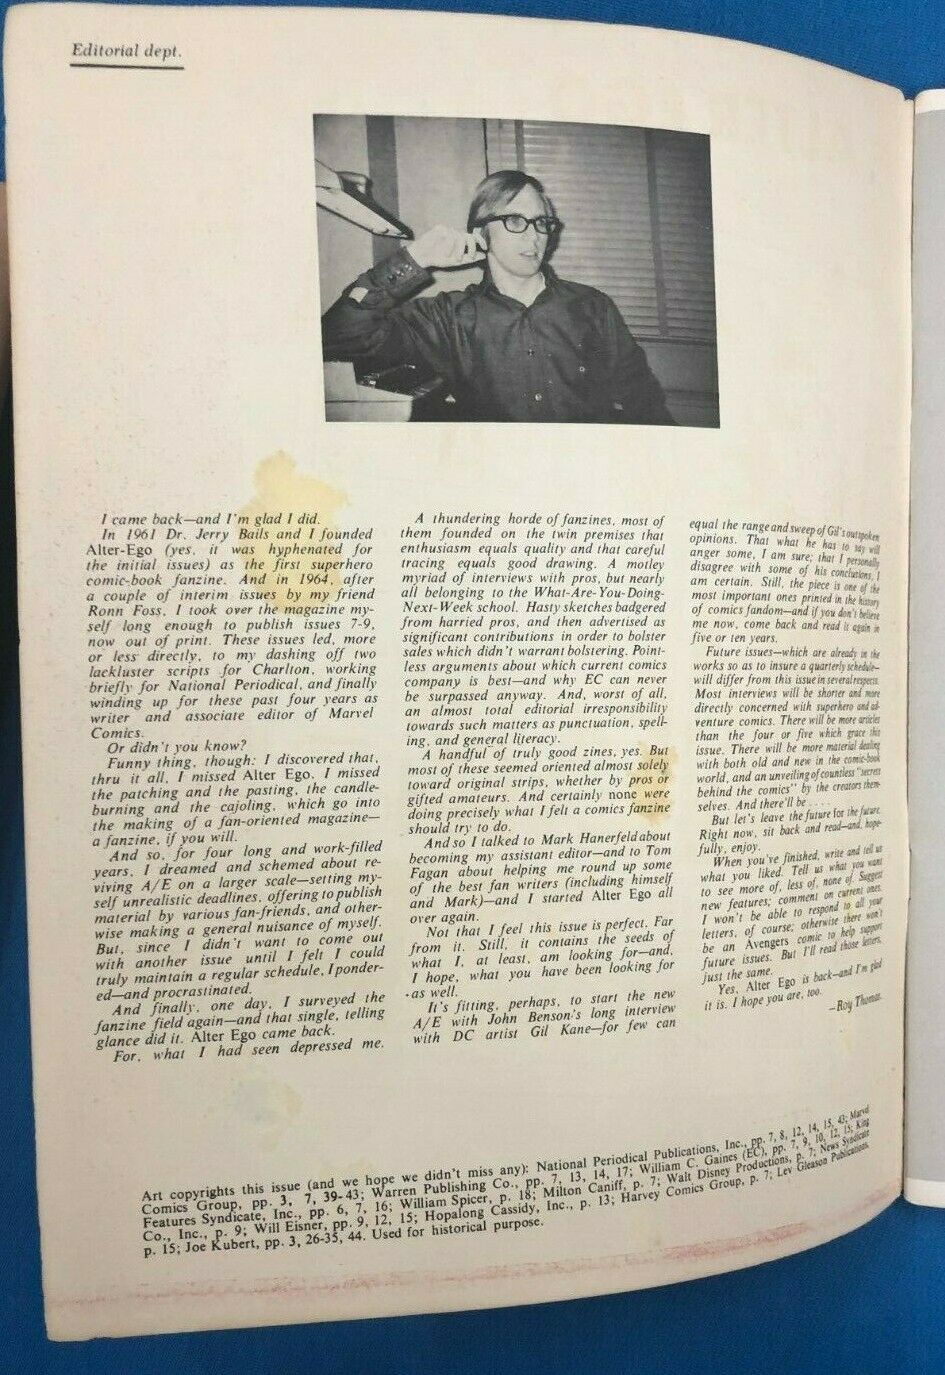 Editorial dept.
I came back—and I'm glad I did.
In 1961 Dr. Jerry Bails and I founded
Alter-Ego (yes, it was hyphenated for
the initial issues) as the first superhero
comic-book fanzine. And in 1964, after
a couple of interim issues by my friend
Ronn Foss, I took over the magazine my-
self long enough to publish issues 7-9,
now out of print. These issues led, more
or less directly, to my dashing off two
lackluster scripts for Charlton, working
briefly for National Periodical, and finally
winding up for these past four years as
writer and associate editor of Marvel
Comics.
Or didn't you know?
Funny thing, though: I discovered that,
thru it all, I missed Alter Ego. I missed
the patching and the pasting, the candle-
burning and the cajoling, which go into
the making of a fan-oriented magazine—
a fanzine, if you will.
And so, for four long and work-filled
years, I dreamed and schemed about re-
viving A/E on a larger scale—setting my-
self unrealistic deadlines, offering to publish
material by various fan-friends, and other-
wise making a general nuisance of myself.
But, since I didn't want to come out
with another issue until I felt I could
truly maintain a regular schedule, I ponder-
ed—and procrastinated.
And finally, one day, I surveyed the
fanzine field again—and that single, telling
glance did it. Alter Ego came back.
For, what I had seen depressed me.
A thundering horde of fanzines, most of
them founded on the twin premises that
enthusiasm equals quality and that careful
tracing equals good drawing. A motley
myriad of interviews with pros, but nearly
all belonging to the What-Are-You-Doing-
Next-Week school. Hasty sketches badgered
from harried pros, and then advertised as
significant contributions in order to bolster
sales which didn't warrant bolstering. Point-
less arguments about which current comics
company is best—and why EC can never
be surpassed anyway. And, worst of all,
an almost total editorial irresponsibility
towards such matters as punctuation, spell-
ing, and general literacy.
A handful of truly good zines, yes. But
most of these seemed oriented almost solely
toward original strips, whether by pros or
gifted amateurs. And certainly none were
doing precisely what I felt a comics fanzine
should try to do.
And so I talked to Mark Hanerfeld about
becoming my assistant editor—and to Tom
Fagan about helping me round up some
of the best fan writers (including himself
and Mark)—and I started Alter Ego all
over again.
Not that I feel this issue is perfect. Far
from it. Still, it contains the seeds of
what I, at least, am looking for—and,
I hope, what you have been looking for
as well.
It's fitting, perhaps, to start the new
A/E with John Benson's long interview
with DC artist Gil Kane—for few can
equal the range and sweep of Gil's outspoken
opinions. That what he has to say will
anger some, I am sure; that I personally
disagree with some of his conclusions, I
am certain. Still, the piece is one of the
most important ones printed in the history
of comics fandom—and if you don't believe
me now, come back and read it again in
five or ten years.
Future issues—which are already in the
works so as to insure a quarterly schedule—
will differ from this issue in several respects.
Most interviews will be shorter and more
directly concerned with superhero and ad-
venture comics. There will be more articles
than the four or five which grace this
issue. There will be more material dealing
with both old and new in the comic-book
world, and an unveiling of countless "secrets
behind the comics" by the creators them-
selves. And there'll be . . . .
But let's leave the future for the future.
Right now, sit back and read—and, hope-
fully, enjoy.
When you've finished, write and tell us
what you liked. Tell us what you want
to see more of, less of, none of. Suggest
new features; comment on current ones.
I won't be able to respond to all your
letters, of course; otherwise there won't
be an Avengers comic to help support
future issues. But I'll read those letters,
just the same.
Yes, Alter Ego is back—and I'm glad
it is. I hope you are, too.
—Roy Thomas.
Art copyrights this issue (and we hope we didn't miss any): National Periodical Publications, Inc., pp. 7, 8, 12, 14, 15, 43; Marvel
Comics Group, pp. 3, 7, 39-43; Warren Publishing Co., pp. 7, 13, 14, 17; William C. Gaines (EC), pp. 7, 9, 10, 12, 15; King
Features Syndicate, Inc., pp. 6, 7, 16; William Spicer, p. 18; Milton Caniff, p. 7; Walt Disney Productions, p. 7; News Syndicate
Co., Inc., p. 9; Will Eisner, pp. 9, 12, 15; Hopalong Cassidy, Inc., p. 13; Harvey Comics Group, p. 7; Lev Gleason Publications,
p. 15; Joe Kubert, pp. 3, 26-35, 44. Used for historical purpose.